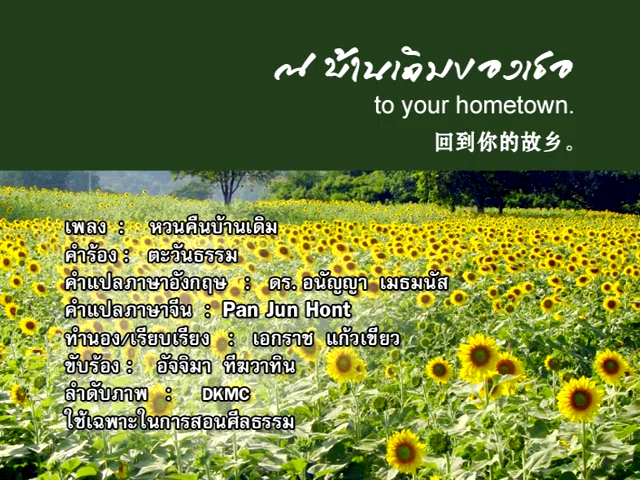 ณ บ้านเดิมของเธอ
to your hometown.
回到你的故乡。
เพลง : หวนคืนบ้านเดิม
คำร้อง : ตะวันธรรม
คำแปลภาษาอังกฤษ : ดร. อนัญญา เมธมนัส
คำแปลภาษาจีน : Pan Jun Hont
ทำนอง/เรียบเรียง : เอกราช แก้วเขียว
ขับร้อง : อัจจิมา ทีฆวาทิน
ลำดับภาพ : DKMC
ใช้เฉพาะในการสอนศีลธรรม